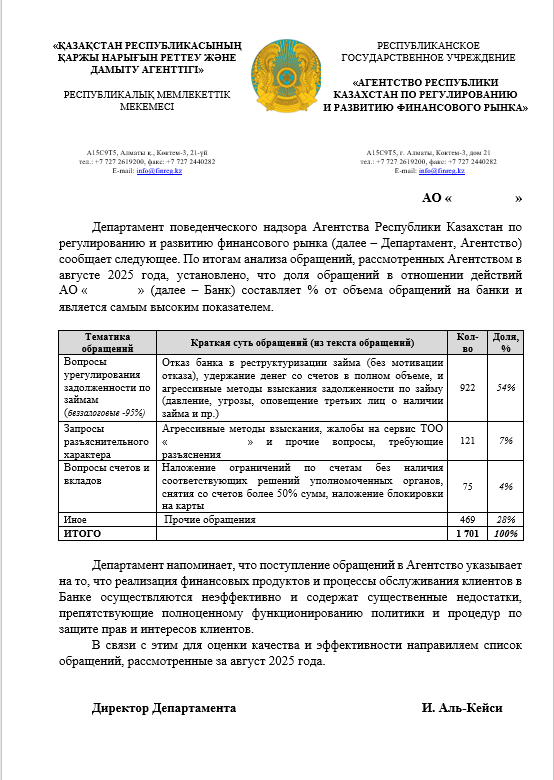 «ҚАЗАҚСТАН РЕСПУБЛИКАСЫНЫҢ
ҚАРЖЫ НАРЫҒЫН РЕТТЕУ ЖӘНЕ
ДАМЫТУ АГЕНТТІГІ»
РЕСПУБЛИКАЛЫҚ МЕМЛЕКЕТТІК
МЕКЕМЕСІ
РЕСПУБЛИКАНСКОЕ
ГОСУДАРСТВЕННОЕ УЧРЕЖДЕНИЕ
«АГЕНТСТВО РЕСПУБЛИКИ
КАЗАХСТАН ПО РЕГУЛИРОВАНИЮ
И РАЗВИТИЮ ФИНАНСОВОГО РЫНКА»
A15C9T5, Алматы қ., Көктем-3, 21-үй
тел.: +7 727 2619200, факс: +7 727 2440282
E-mail: info@finreg.kz
A15C9T5, г. Алматы, Коктем-3, дом 21
тел.: +7 727 2619200, факс: +7 727 2440282
E-mail: info@finreg.kz
АО « »
Департамент поведенческого надзора Агентства Республики Казахстан по
регулированию и развитию финансового рынка (далее – Департамент, Агентство)
сообщает следующее. По итогам анализа обращений, рассмотренных Агентством в
августе 2025 года, установлено, что доля обращений в отношении действий
АО « » (далее – Банк) составляет % от объема обращений на банки и
является самым высоким показателем.
Тематика
обращений
Краткая суть обращений (из текста обращений)
Кол-
во
Доля,
%
Вопросы
урегулирования
задолженности по
займам
(беззалоговые -95%)
Отказ банка в реструктуризации займа (без мотивации
отказа), удержание денег со счетов в полном объеме, и
агрессивные методы взыскания задолженности по займу
(давление, угрозы, оповещение третьих лиц о наличии
займа и пр.)
922
54%
Запросы
разъяснительного
характера
Агрессивные методы взыскания, жалобы на сервис ТОО
« » и прочие вопросы, требующие
разъяснения
121
7%
Вопросы счетов и
вкладов
Наложение ограничений по счетам без наличия
соответствующих решений уполномоченных органов,
снятия со счетов более 50% сумм, наложение блокировки
на карты
75
4%
Иное
Прочие обращения
469
28%
ИТОГО
1 701
100%
Департамент напоминает, что поступление обращений в Агентство указывает
на то, что реализация финансовых продуктов и процессы обслуживания клиентов в
Банке осуществляются неэффективно и содержат существенные недостатки,
препятствующие полноценному функционированию политики и процедур по
защите прав и интересов клиентов.
В связи с этим для оценки качества и эффективности направиляем список
обращений, рассмотренные за август 2025 года.
Директор Департамента
И. Аль-Кейси